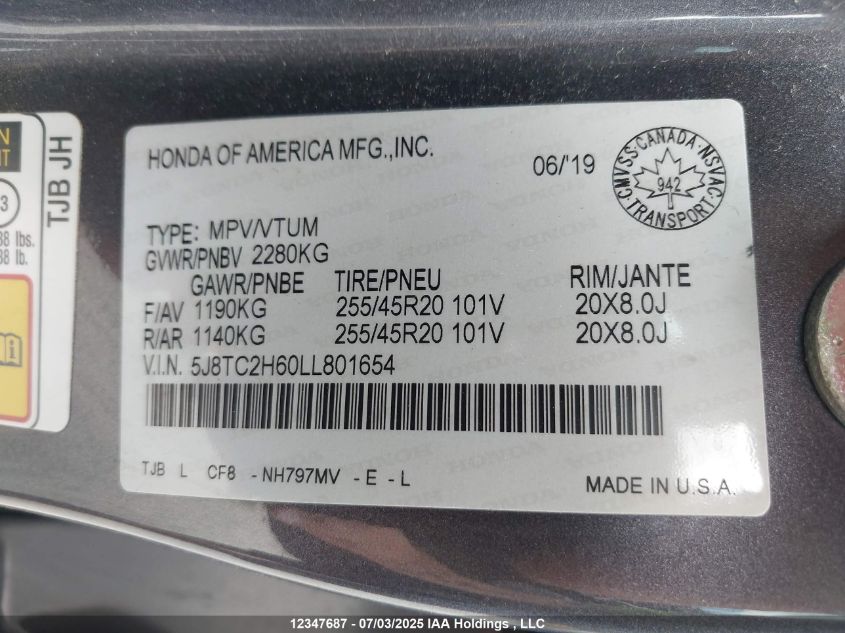 HONDA OF AMERICA MFG.,INC.
06/'19
CMVSS·CANADA·NSVAC·TRANSPORT·
942
TYPE: MPV/VTUM
GVWR/PNBV 2280KG
GAWR/PNBE TIRE/PNEU RIM/JANTE
F/AV 1190KG 255/45R20 101V 20X8.0J
R/AR 1140KG 255/45R20 101V 20X8.0J
V.I.N. 5J8TC2H60LL801654
TJB L CF8 -NH797MV -E -L
MADE IN U.S.A.
TJB JH
lbs.
lb.
12347687 - 07/03/2025 IAA Holdings , LLC